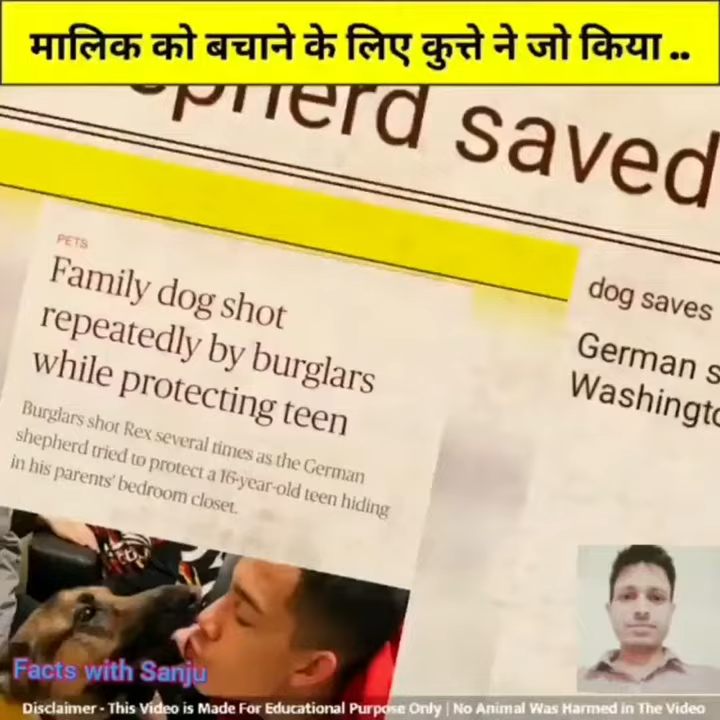 मालिक को बचाने के लिए कुत्ते ने जो किया ..
saved
PETS
Family dog shot
repeatedly by burglars
while protecting teen
Burglars shot Rex several times as the German
shepherd tried to protect a 16-year-old teen hiding
in his parents' bedroom closet.
dog saves
German
Facts with Sanju
Disclaimer - This Video is Made For Educational Purpose Only | No Animal Was Harmed in The Video